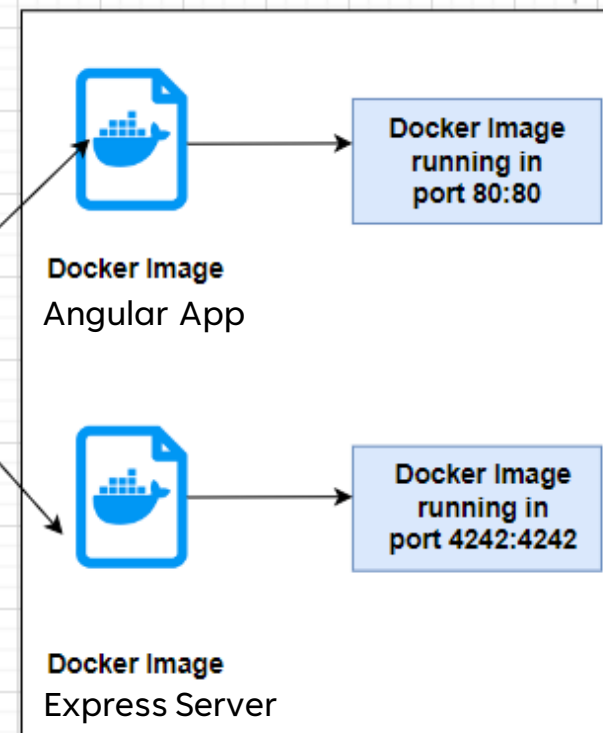 Docker Image
running in
port 80:80
Docker Image
Angular App
Docker Image
running in
port 4242:4242
Docker Image
Express Server